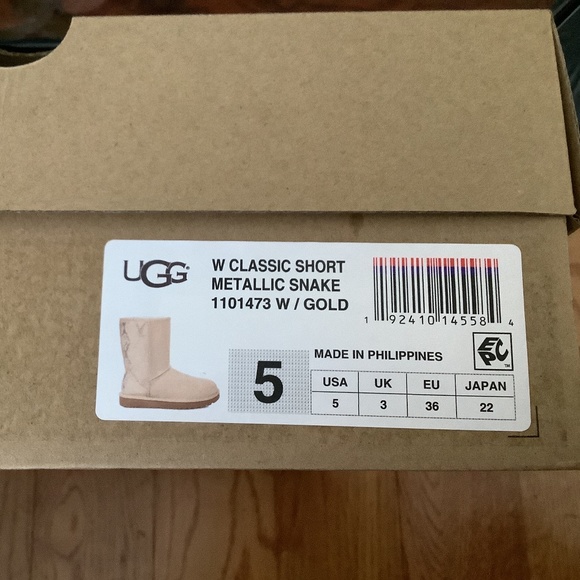 UGG®
W CLASSIC SHORT
METALLIC SNAKE
1101473 W / GOLD
1 92410 14558 4
5
MADE IN PHILIPPINES
EPC™
USA UK EU JAPAN
5 3 36 22